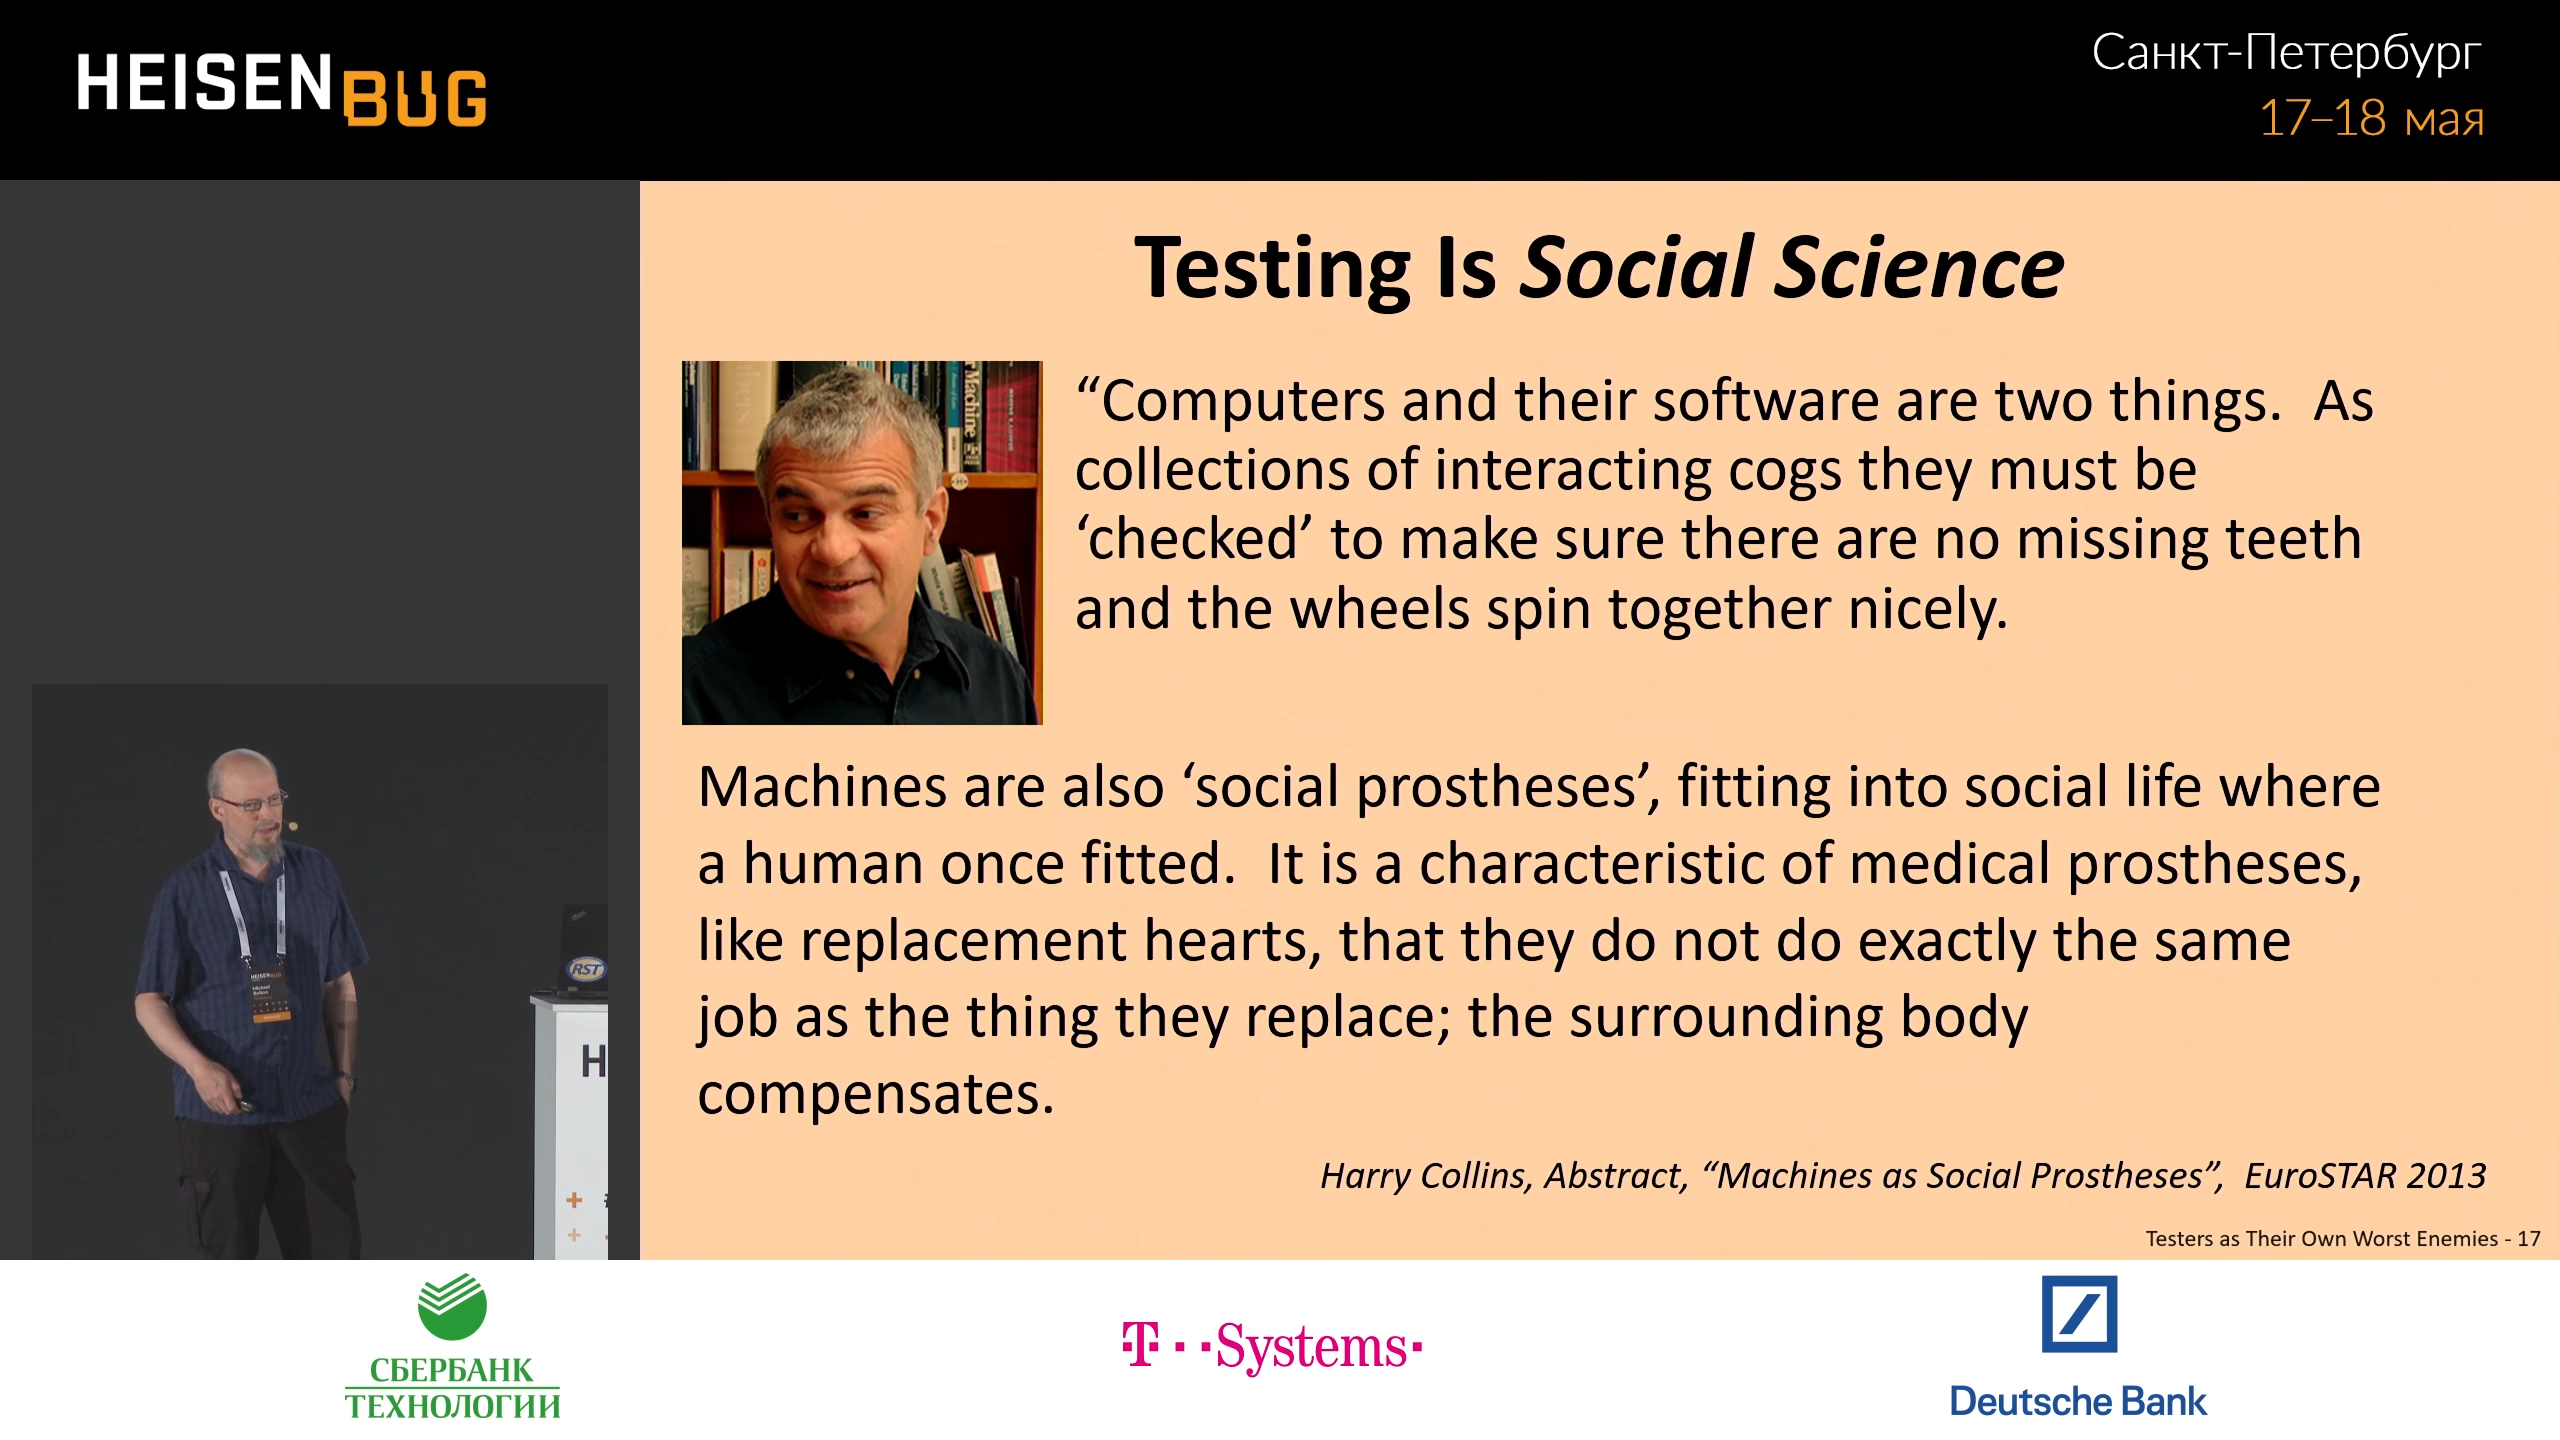 HEISENBUG
Санкт-Петербург
17–18 мая
Testing Is Social Science
“Computers and their software are two things.  As
collections of interacting cogs they must be
‘checked’ to make sure there are no missing teeth
and the wheels spin together nicely.
Machines are also ‘social prostheses’, fitting into social life where
a human once fitted.  It is a characteristic of medical prostheses,
like replacement hearts, that they do not do exactly the same
job as the thing they replace; the surrounding body
compensates.
Harry Collins, Abstract, “Machines as Social Prostheses”,  EuroSTAR 2013
Testers as Their Own Worst Enemies - 17
HEISENBUG
Michael
Bolton
RST
H
СБЕРБАНК
ТЕХНОЛОГИИ
T··Systems·
Deutsche Bank